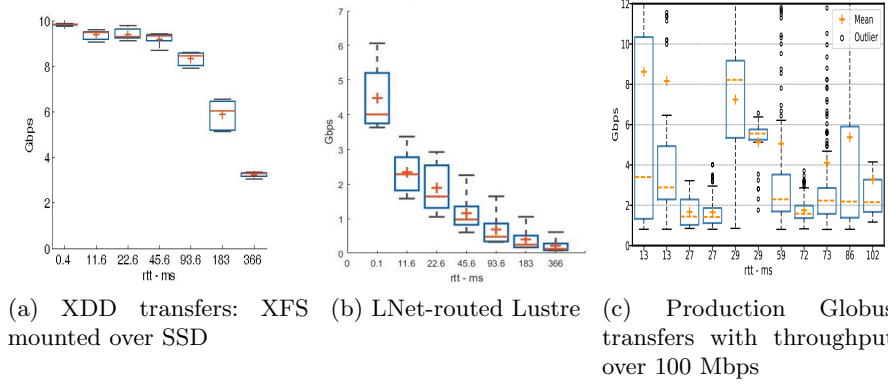 10
8
6
4
2
0
Gbps
0.4 11.6 22.6 45.6 93.6 183 366
rtt - ms
7
6
5
4
3
2
1
0
Gbps
0 0.1 11.6 22.6 45.6 93.6 183 366
rtt - ms
12
10
8
6
4
2
0
Gbps
Mean
Outlier
13 13 27 27 29 29 59 72 73 86 102
rtt - ms
(a) XDD transfers: XFS
mounted over SSD
(b) LNet-routed Lustre
(c) Production Globus
transfers with throughput
over 100 Mbps